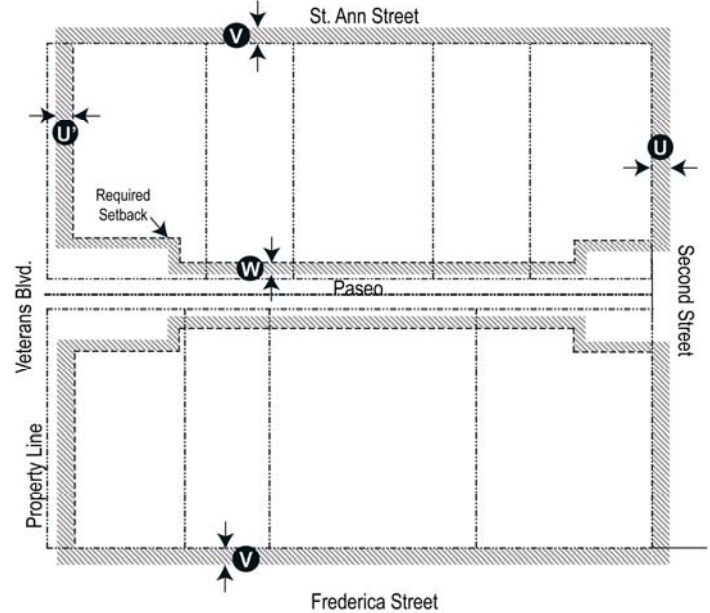 St. Ann Street
V
U'
U
Required
Setback
W
Paseo
Second Street
Veterans Blvd.
Property Line
V
Frederica Street